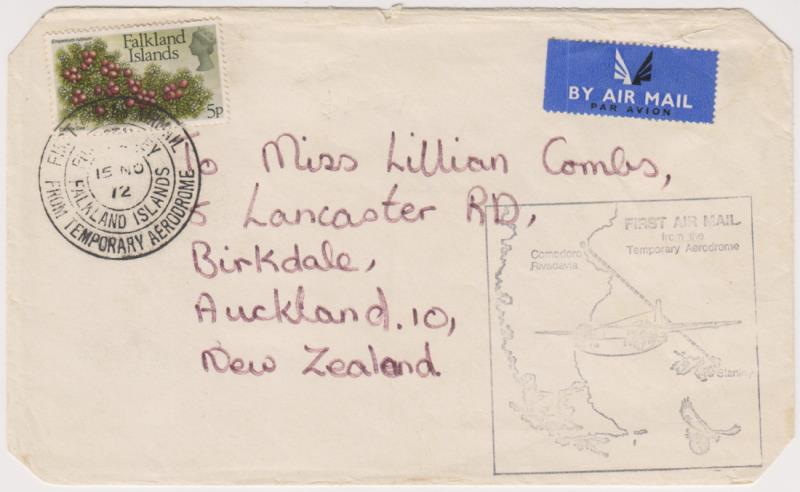 Falkland
Islands
5p
BY AIR MAIL
PAR AVION
15 NO
72
FALKLAND ISLANDS
FROM TEMPORARY AERODROME
To Miss Lillian Combs,
5 Lancaster RD,
Birkdale,
Auckland.10,
New Zealand
FIRST AIR MAIL
from the
Temporary Aerodrome
Comodoro
Rivadavia
Stanley